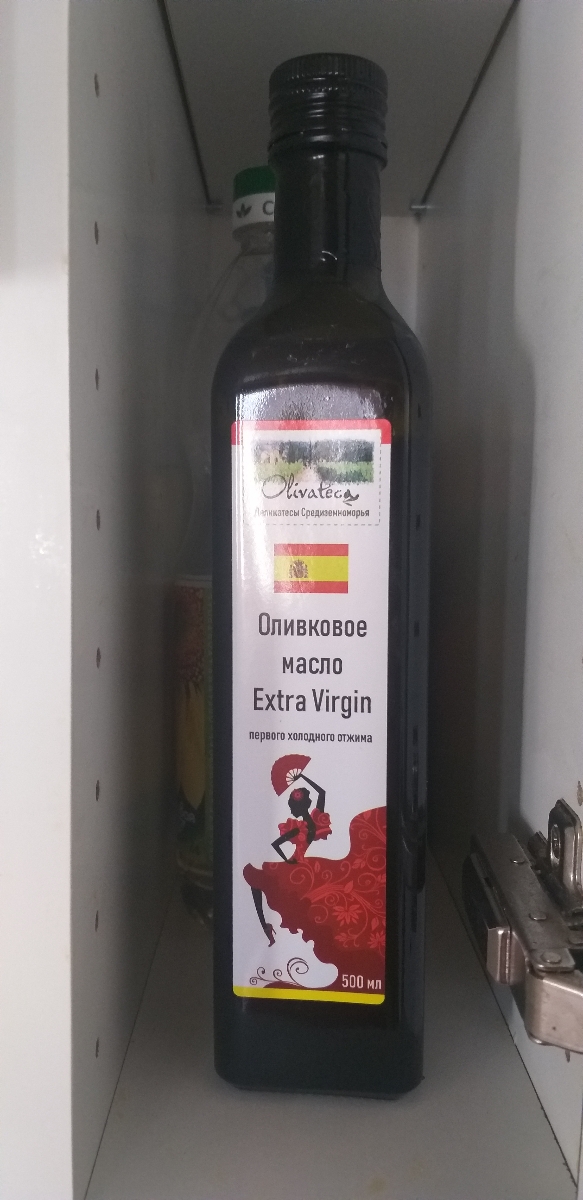 Olivateca
Деликатесы Средиземноморья
Оливковое
масло
Extra Virgin
первого холодного отжима
500 мл